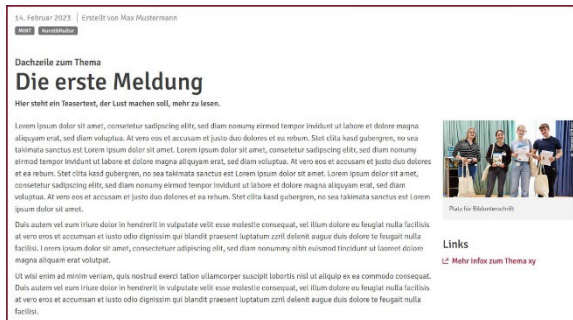 14. Februar 2023 | Erstellt von Max Mustermann
MINT Kunst&Kultur
Dachzeile zum Thema
Die erste Meldung
Hier steht ein Teasertext, der Lust machen soll, mehr zu lesen.
Lorem ipsum dolor sit amet, consetetur sadipscing elitr, sed diam nonumy eirmod tempor invidunt ut labore et dolore magna
aliquyam erat, sed diam voluptua. At vero eos et accusam et justo duo dolores et ea rebum. Stet clita kasd gubergren, no sea
takimata sanctus est Lorem ipsum dolor sit amet. Lorem ipsum dolor sit amet, consetetur sadipscing elitr, sed diam nonumy
eirmod tempor invidunt ut labore et dolore magna aliquyam erat, sed diam voluptua. At vero eos et accusam et justo duo dolores
et ea rebum. Stet clita kasd gubergren, no sea takimata sanctus est Lorem ipsum dolor sit amet. Lorem ipsum dolor sit amet,
consetetur sadipscing elitr, sed diam nonumy eirmod tempor invidunt ut labore et dolore magna aliquyam erat, sed diam
voluptua. At vero eos et accusam et justo duo dolores et ea rebum. Stet clita kasd gubergren, no sea takimata sanctus est Lorem
ipsum dolor sit amet.
Duis autem vel eum iriure dolor in hendrerit in vulputate velit esse molestie consequat, vel illum dolore eu feugiat nulla facilisis
at vero eros et accumsan et iusto odio dignissim qui blandit praesent luptatum zzril delenit augue duis dolore te feugait nulla
facilisi. Lorem ipsum dolor sit amet, consectetuer adipiscing elit, sed diam nonummy nibh euismod tincidunt ut laoreet dolore
magna aliquam erat volutpat.
Ut wisi enim ad minim veniam, quis nostrud exerci tation ullamcorper suscipit lobortis nisl ut aliquip ex ea commodo consequat.
Duis autem vel eum iriure dolor in hendrerit in vulputate velit esse molestie consequat, vel illum dolore eu feugiat nulla facilisis
at vero eros et accumsan et iusto odio dignissim qui blandit praesent luptatum zzril delenit augue duis dolore te feugait nulla
facilisi.
Platz für Bildunterschrift
Links
Mehr Infox zum Thema xy